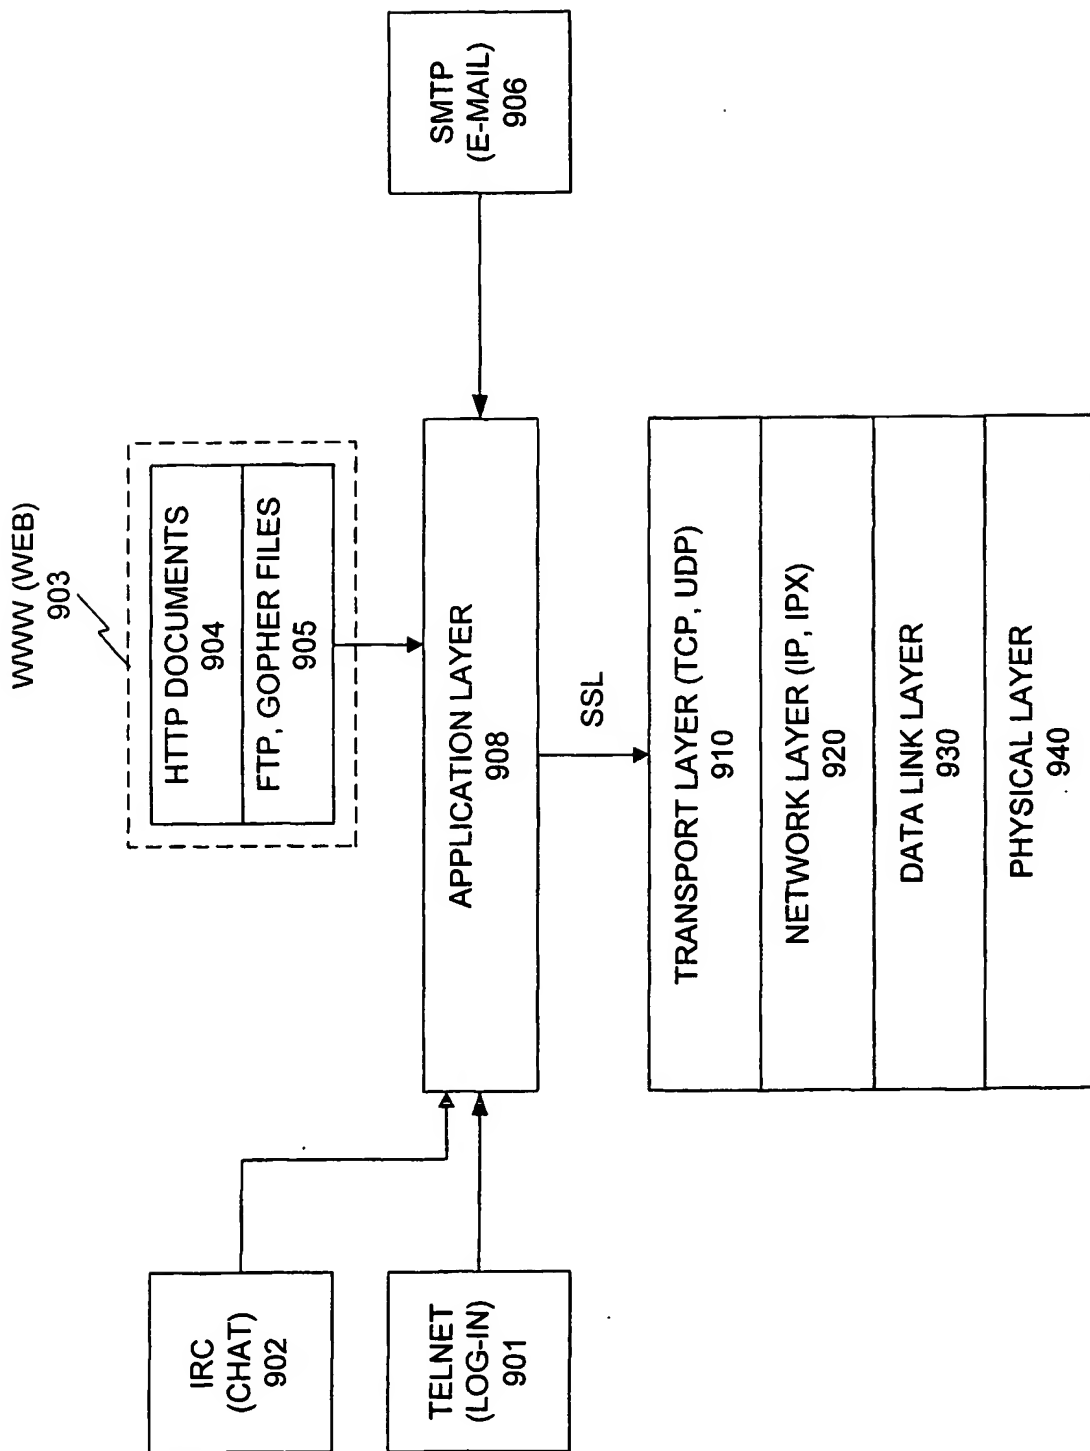 WWW (WEB)
903
HTTP DOCUMENTS
904
FTP, GOPHER FILES
905
IRC
(CHAT)
902
TELNET
(LOG-IN)
901
APPLICATION LAYER
908
SMTP
(E-MAIL)
906
SSL
TRANSPORT LAYER (TCP, UDP)
910
NETWORK LAYER (IP, IPX)
920
DATA LINK LAYER
930
PHYSICAL LAYER
940